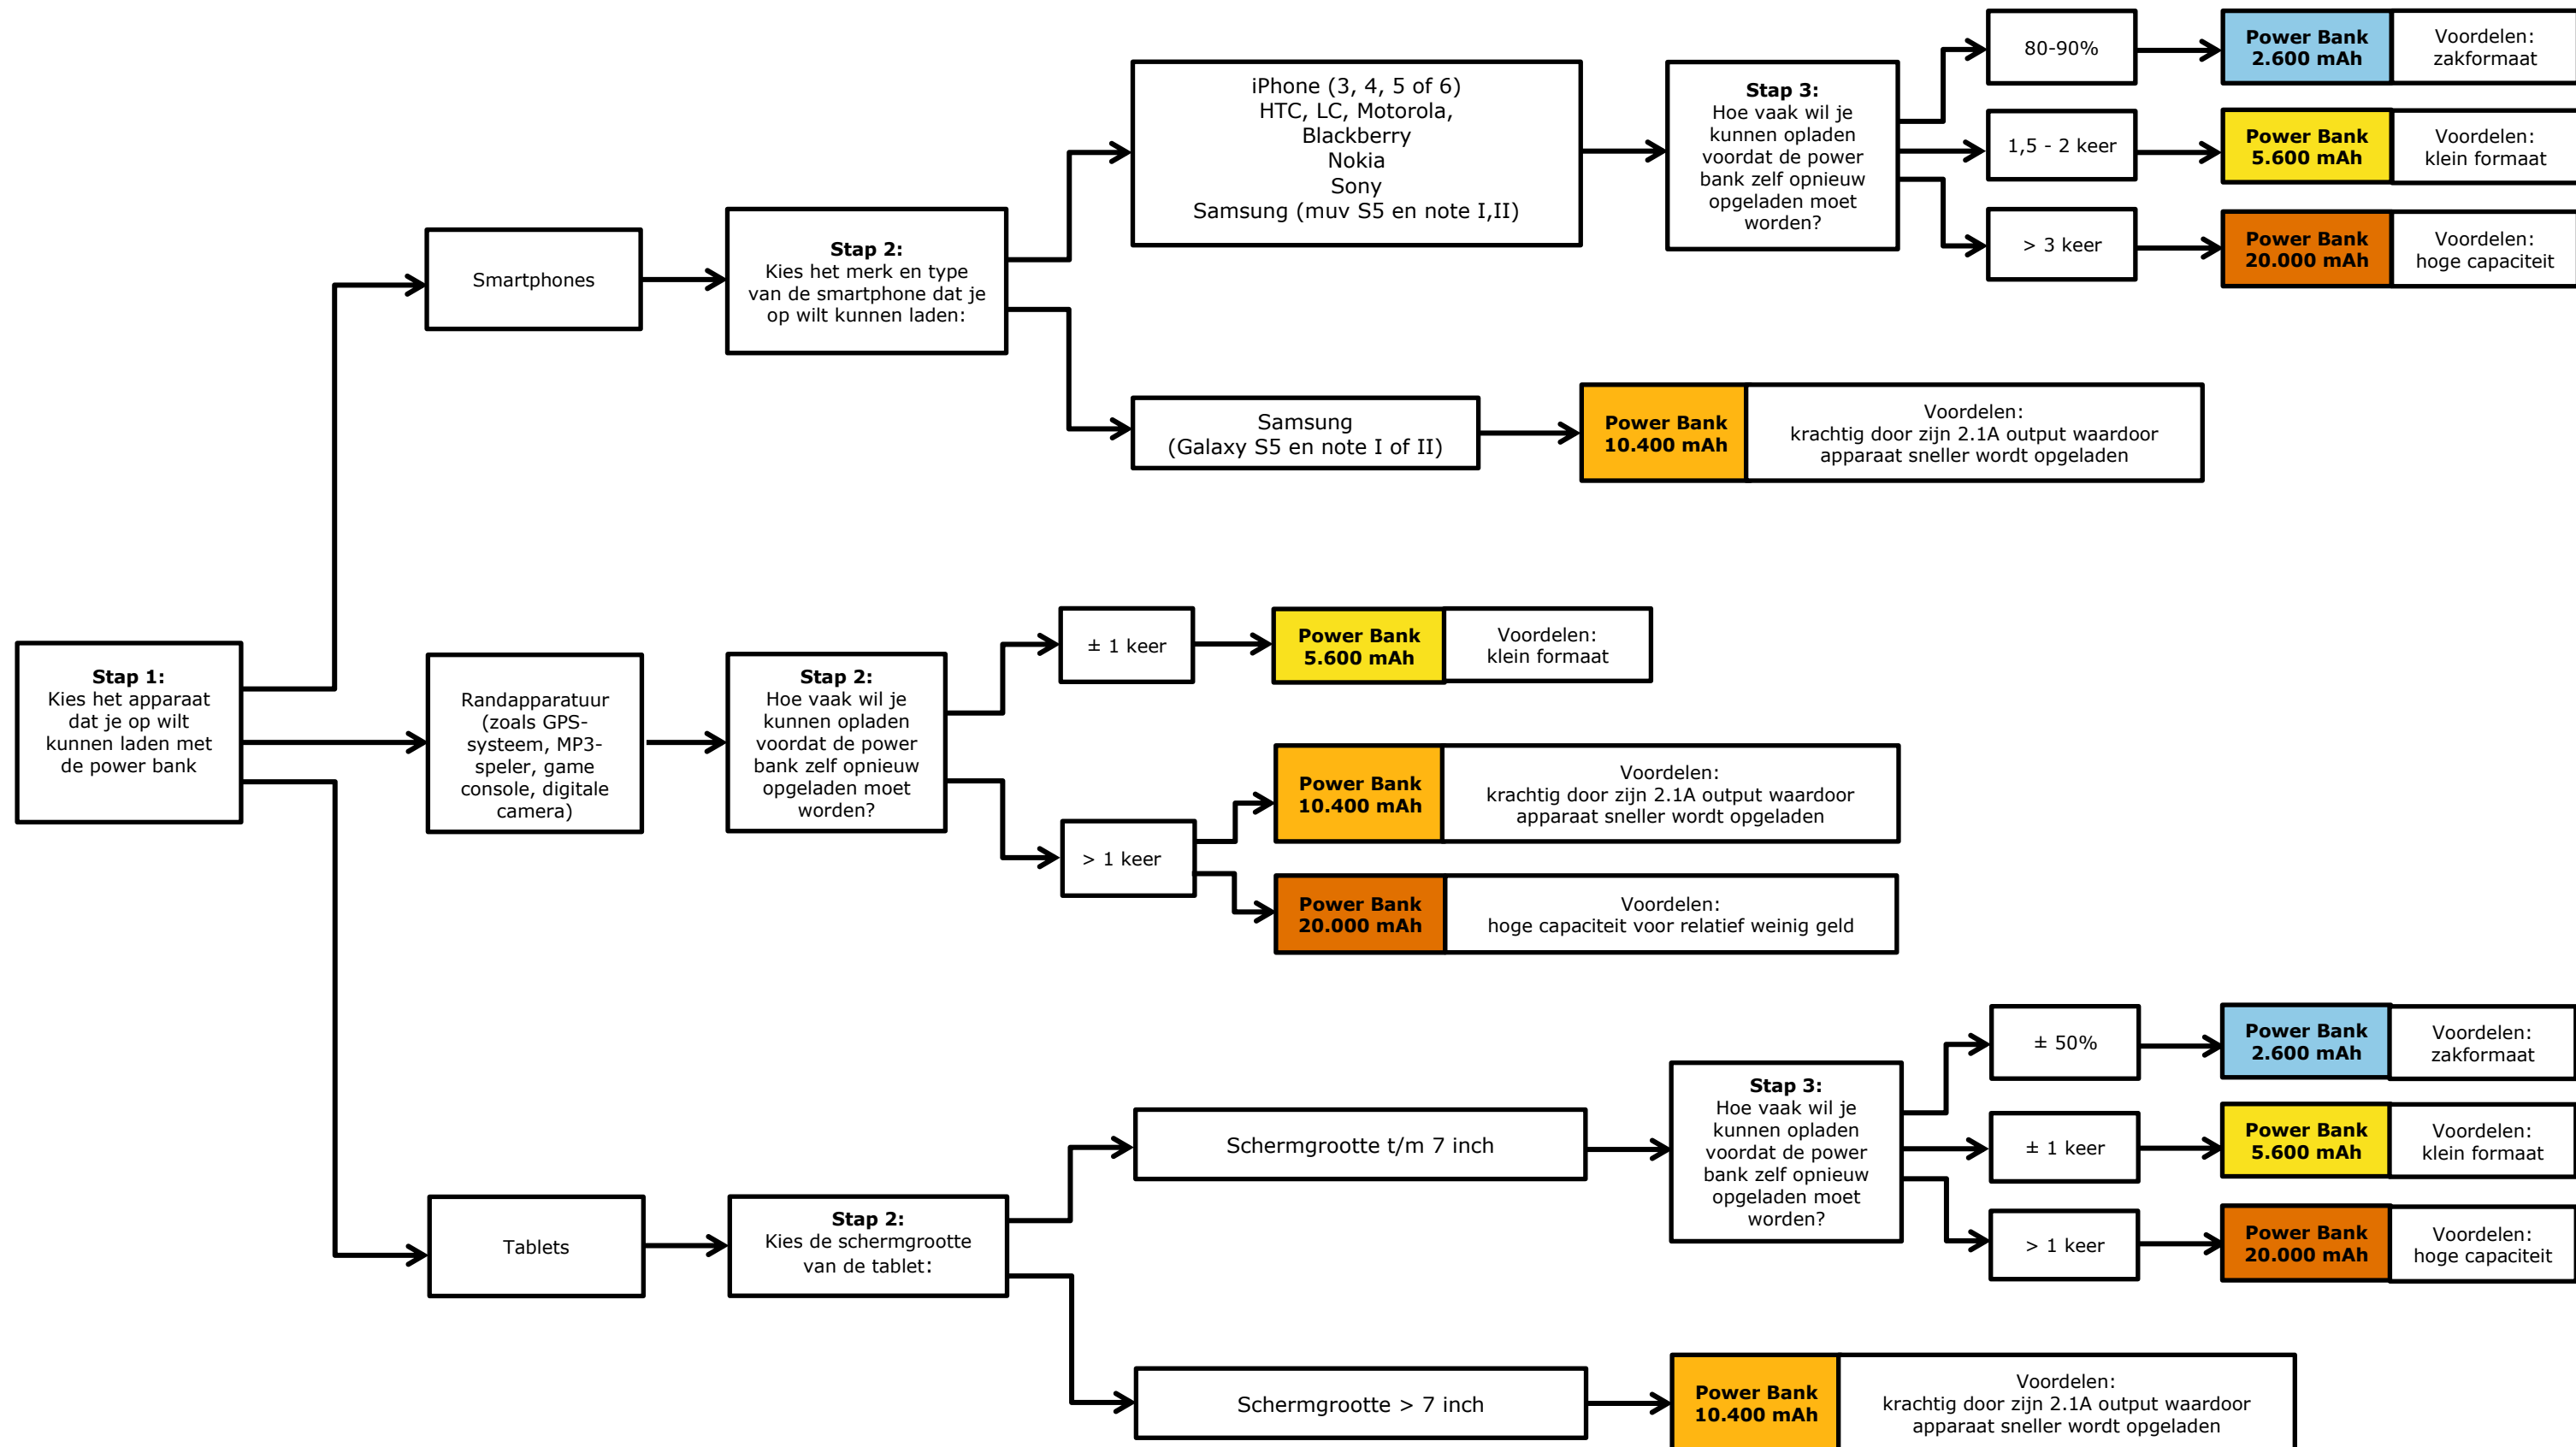 Stap 1:
Kies het apparaat
dat je op wilt
kunnen laden met
de power bank
Smartphones
Stap 2:
Kies het merk en type
van de smartphone dat je
op wilt kunnen laden:
iPhone (3, 4, 5 of 6)
HTC, LC, Motorola,
Blackberry
Nokia
Sony
Samsung (muv S5 en note I,II)
Stap 3:
Hoe vaak wil je
kunnen opladen
voordat de power
bank zelf opnieuw
opgeladen moet
worden?
80-90%
Power Bank
2.600 mAh
Voordelen:
zakformaat
1,5 - 2 keer
Power Bank
5.600 mAh
Voordelen:
klein formaat
> 3 keer
Power Bank
20.000 mAh
Voordelen:
hoge capaciteit
Samsung
(Galaxy S5 en note I of II)
Power Bank
10.400 mAh
Voordelen:
krachtig door zijn 2.1A output waardoor
apparaat sneller wordt opgeladen
Randapparatuur
(zoals GPS-
systeem, MP3-
speler, game
console, digitale
camera)
Stap 2:
Hoe vaak wil je
kunnen opladen
voordat de power
bank zelf opnieuw
opgeladen moet
worden?
± 1 keer
Power Bank
5.600 mAh
Voordelen:
klein formaat
> 1 keer
Power Bank
10.400 mAh
Voordelen:
krachtig door zijn 2.1A output waardoor
apparaat sneller wordt opgeladen
Power Bank
20.000 mAh
Voordelen:
hoge capaciteit voor relatief weinig geld
Tablets
Stap 2:
Kies de schermgrootte
van de tablet:
Schermgrootte t/m 7 inch
Stap 3:
Hoe vaak wil je
kunnen opladen
voordat de power
bank zelf opnieuw
opgeladen moet
worden?
± 50%
Power Bank
2.600 mAh
Voordelen:
zakformaat
± 1 keer
Power Bank
5.600 mAh
Voordelen:
klein formaat
> 1 keer
Power Bank
20.000 mAh
Voordelen:
hoge capaciteit
Schermgrootte > 7 inch
Power Bank
10.400 mAh
Voordelen:
krachtig door zijn 2.1A output waardoor
apparaat sneller wordt opgeladen